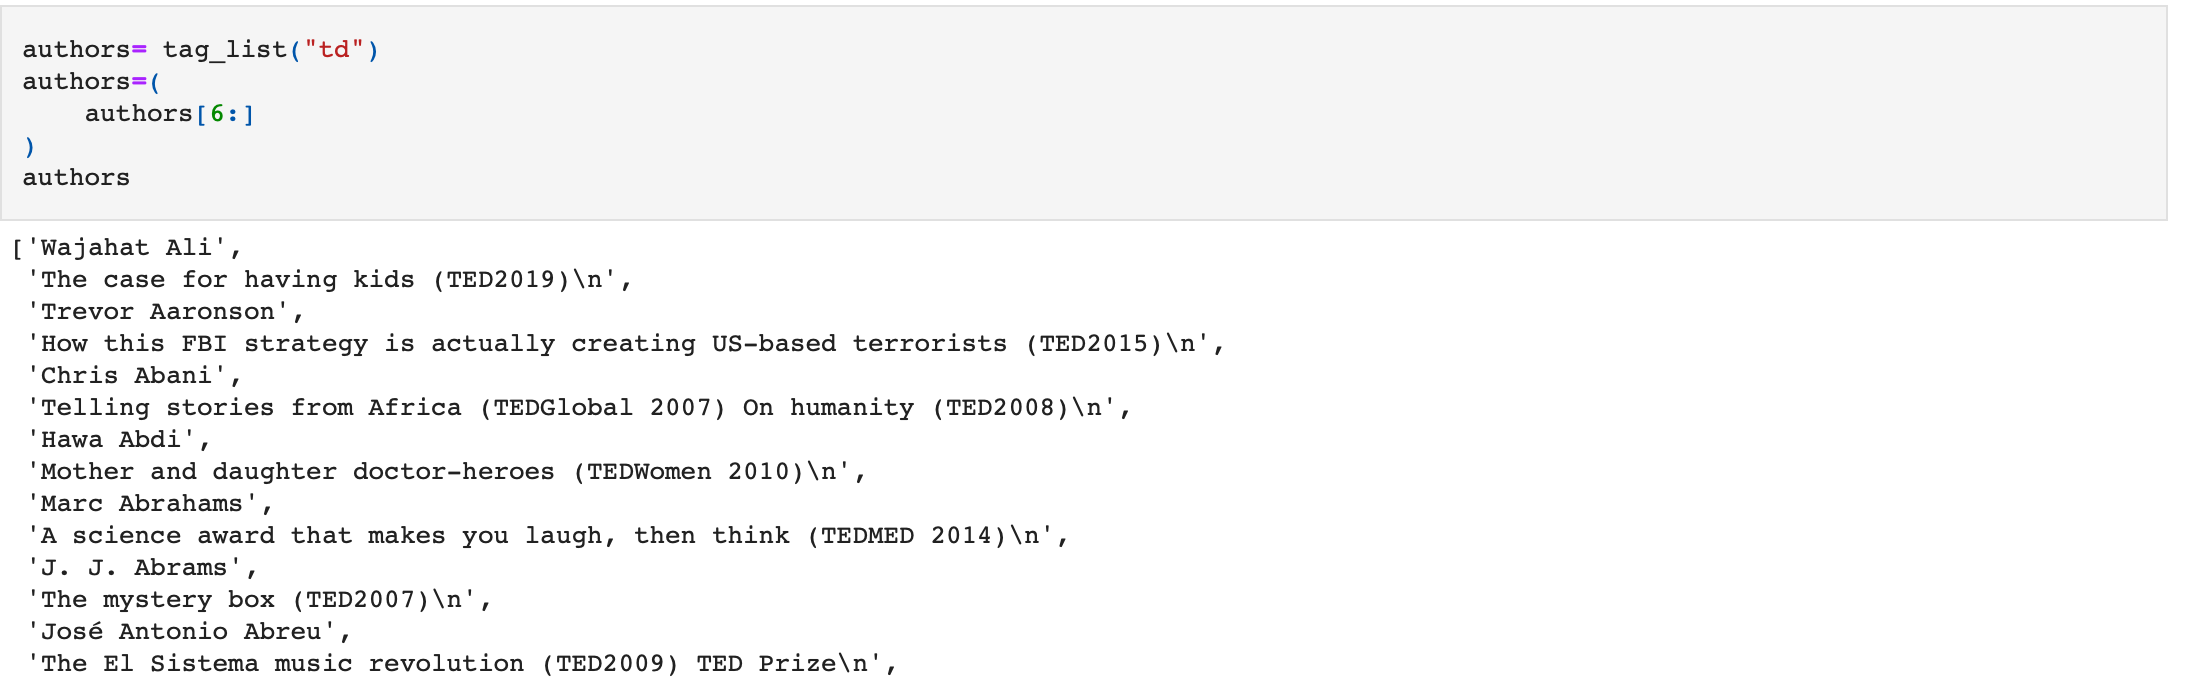 authors= tag_list("td")
authors=(
    authors[6:]
)
authors
['Wajahat Ali',
 'The case for having kids (TED2019)\n',
 'Trevor Aaronson',
 'How this FBI strategy is actually creating US-based terrorists (TED2015)\n',
 'Chris Abani',
 'Telling stories from Africa (TEDGlobal 2007) On humanity (TED2008)\n',
 'Hawa Abdi',
 'Mother and daughter doctor-heroes (TEDWomen 2010)\n',
 'Marc Abrahams',
 'A science award that makes you laugh, then think (TEDMED 2014)\n',
 'J. J. Abrams',
 'The mystery box (TED2007)\n',
 'José Antonio Abreu',
 'The El Sistema music revolution (TED2009) TED Prize\n',